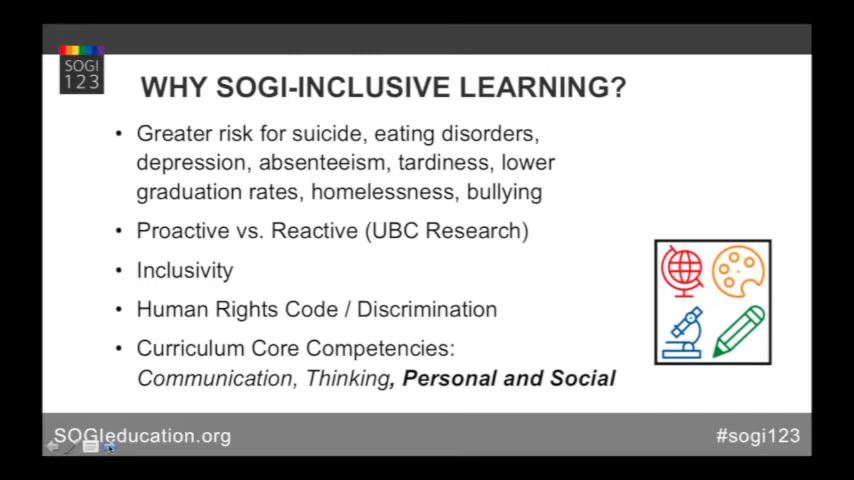 SOGI
123
WHY SOGI-INCLUSIVE LEARNING?
• Greater risk for suicide, eating disorders,
depression, absenteeism, tardiness, lower
graduation rates, homelessness, bullying
• Proactive vs. Reactive (UBC Research)
• Inclusivity
• Human Rights Code / Discrimination
• Curriculum Core Competencies:
Communication, Thinking, Personal and Social
SOGIeducation.org
#sogi123